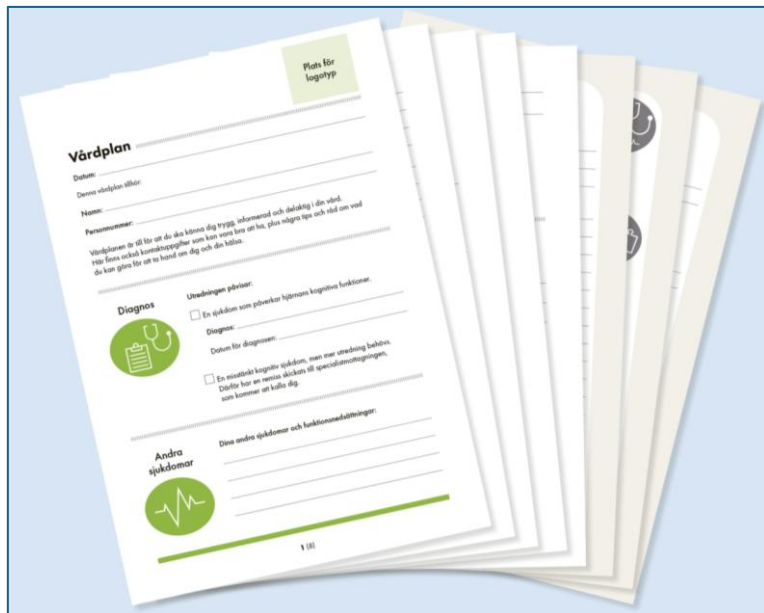 Plats för
logotyp
Vårdplan
Datum:
Denna vårdplan tillhör:
Namn:
Personnummer:
Vårdplanen är till för att du ska känna dig trygg, informerad och delaktig i din vård.
Här finns också kontaktuppgifter som kan vara bra att ha, plus några tips och råd om vad
du kan göra för att ta hand om dig och din hälsa.
Diagnos
Utredningen påvisar:
En sjukdom som påverkar hjärnans kognitiva funktioner.
Diagnos:
Datum för diagnosen:
En misstänkt kognitiv sjukdom, men mer utredning behövs.
Därför har en remiss skickats till specialistmottagningen,
som kommer att kalla dig.
Andra
sjukdomar
Dina andra sjukdomar och funktionsnedsättningar:
1 (8)